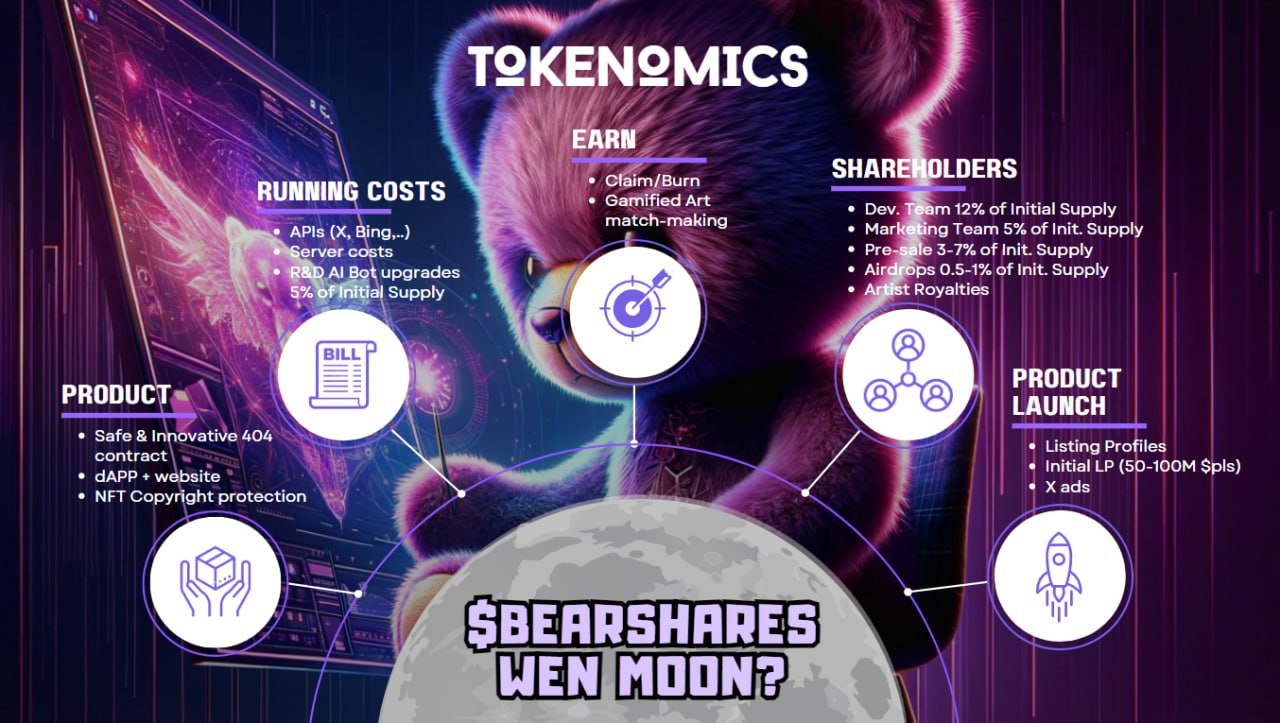 TOKENOMICS
EARN
• Claim/Burn
• Gamified Art
match-making
RUNNING COSTS
• APIs (X, Bing,..)
• Server costs
• R&D AI Bot upgrades
5% of Initial Supply
BILL
SHAREHOLDERS
• Dev. Team 12% of Initial Supply
• Marketing Team 5% of Init. Supply
• Pre-sale 3-7% of Init. Supply
• Airdrops 0.5-1% of Init. Supply
• Artist Royalties
PRODUCT
• Safe & Innovative 404
contract
• dAPP + website
• NFT Copyright protection
PRODUCT
LAUNCH
• Listing Profiles
• Initial LP (50-100M $pls)
• X ads
$BEARSHARES
WEN MOON?